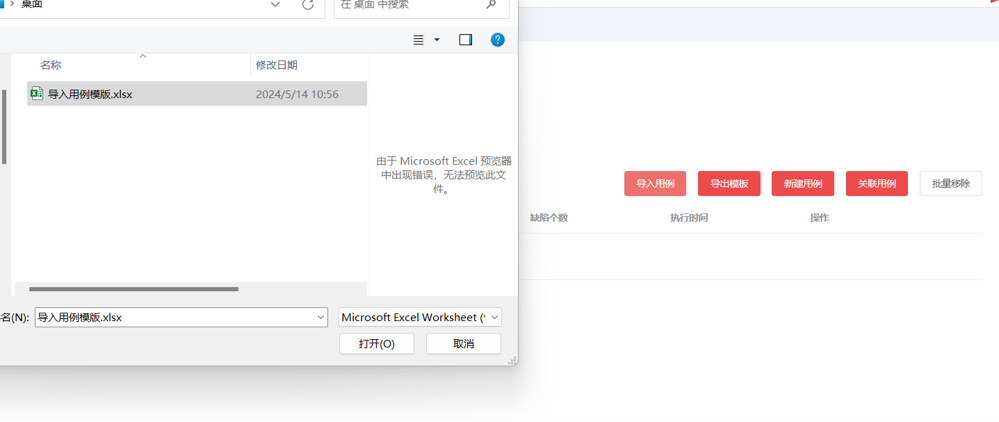 桌面
在 桌面 中搜索
名称
修改日期
导入用例模版.xlsx
2024/5/14 10:56
由于 Microsoft Excel 预览器
中出现错误，无法预览此文
件。
导入用例
导出模板
新建用例
关联用例
批量移除
缺陷个数
执行时间
操作
名(N):
导入用例模版.xlsx
Microsoft Excel Worksheet (*
打开(O)
取消